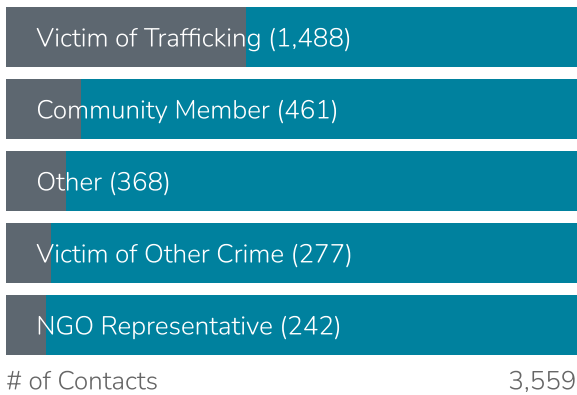 Victim of Trafficking (1,488)
Community Member (461)
Other (368)
Victim of Other Crime (277)
NGO Representative (242)
# of Contacts 3,559